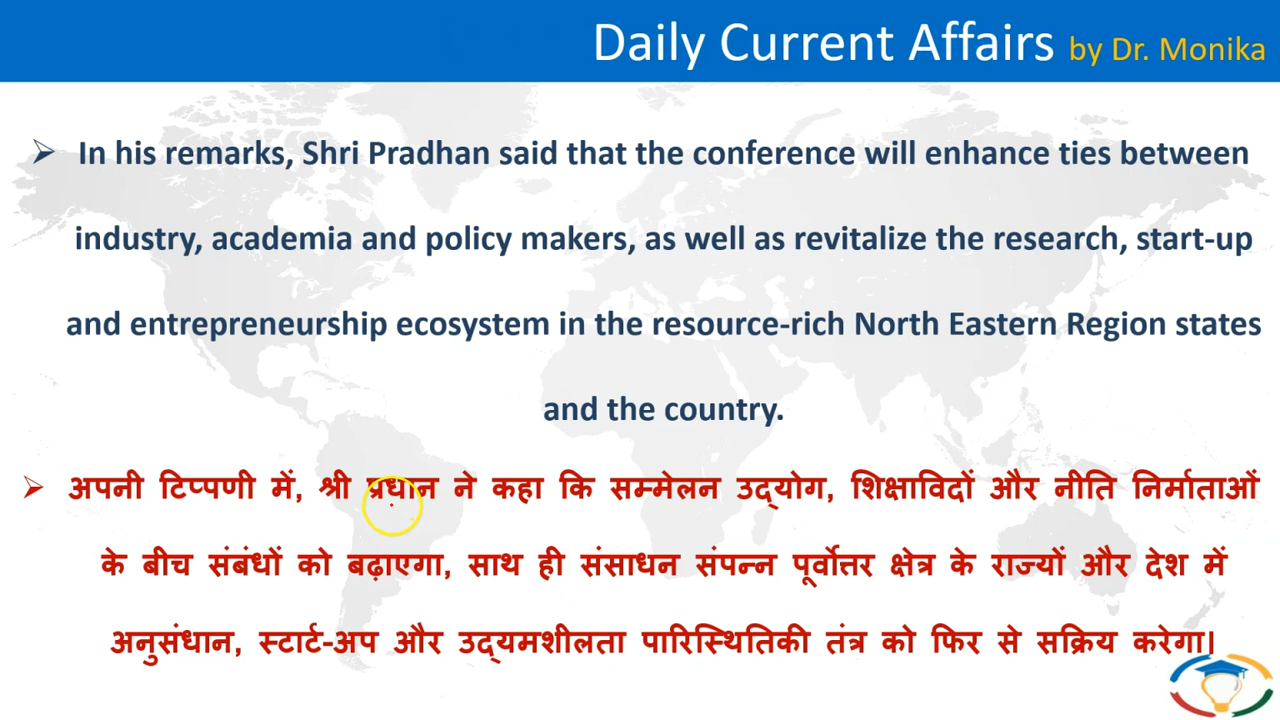 Daily Current Affairs by Dr. Monika
➢ In his remarks, Shri Pradhan said that the conference will enhance ties between
industry, academia and policy makers, as well as revitalize the research, start-up
and entrepreneurship ecosystem in the resource-rich North Eastern Region states
and the country.
➢ अपनी टिप्पणी में, श्री प्रधान ने कहा कि सम्मेलन उद्योग, शिक्षाविदों और नीति निर्माताओं
के बीच संबंधों को बढ़ाएगा, साथ ही संसाधन संपन्न पूर्वोत्तर क्षेत्र के राज्यों और देश में
अनुसंधान, स्टार्ट-अप और उद्यमशीलता पारिस्थितिकी तंत्र को फिर से सक्रिय करेगा|